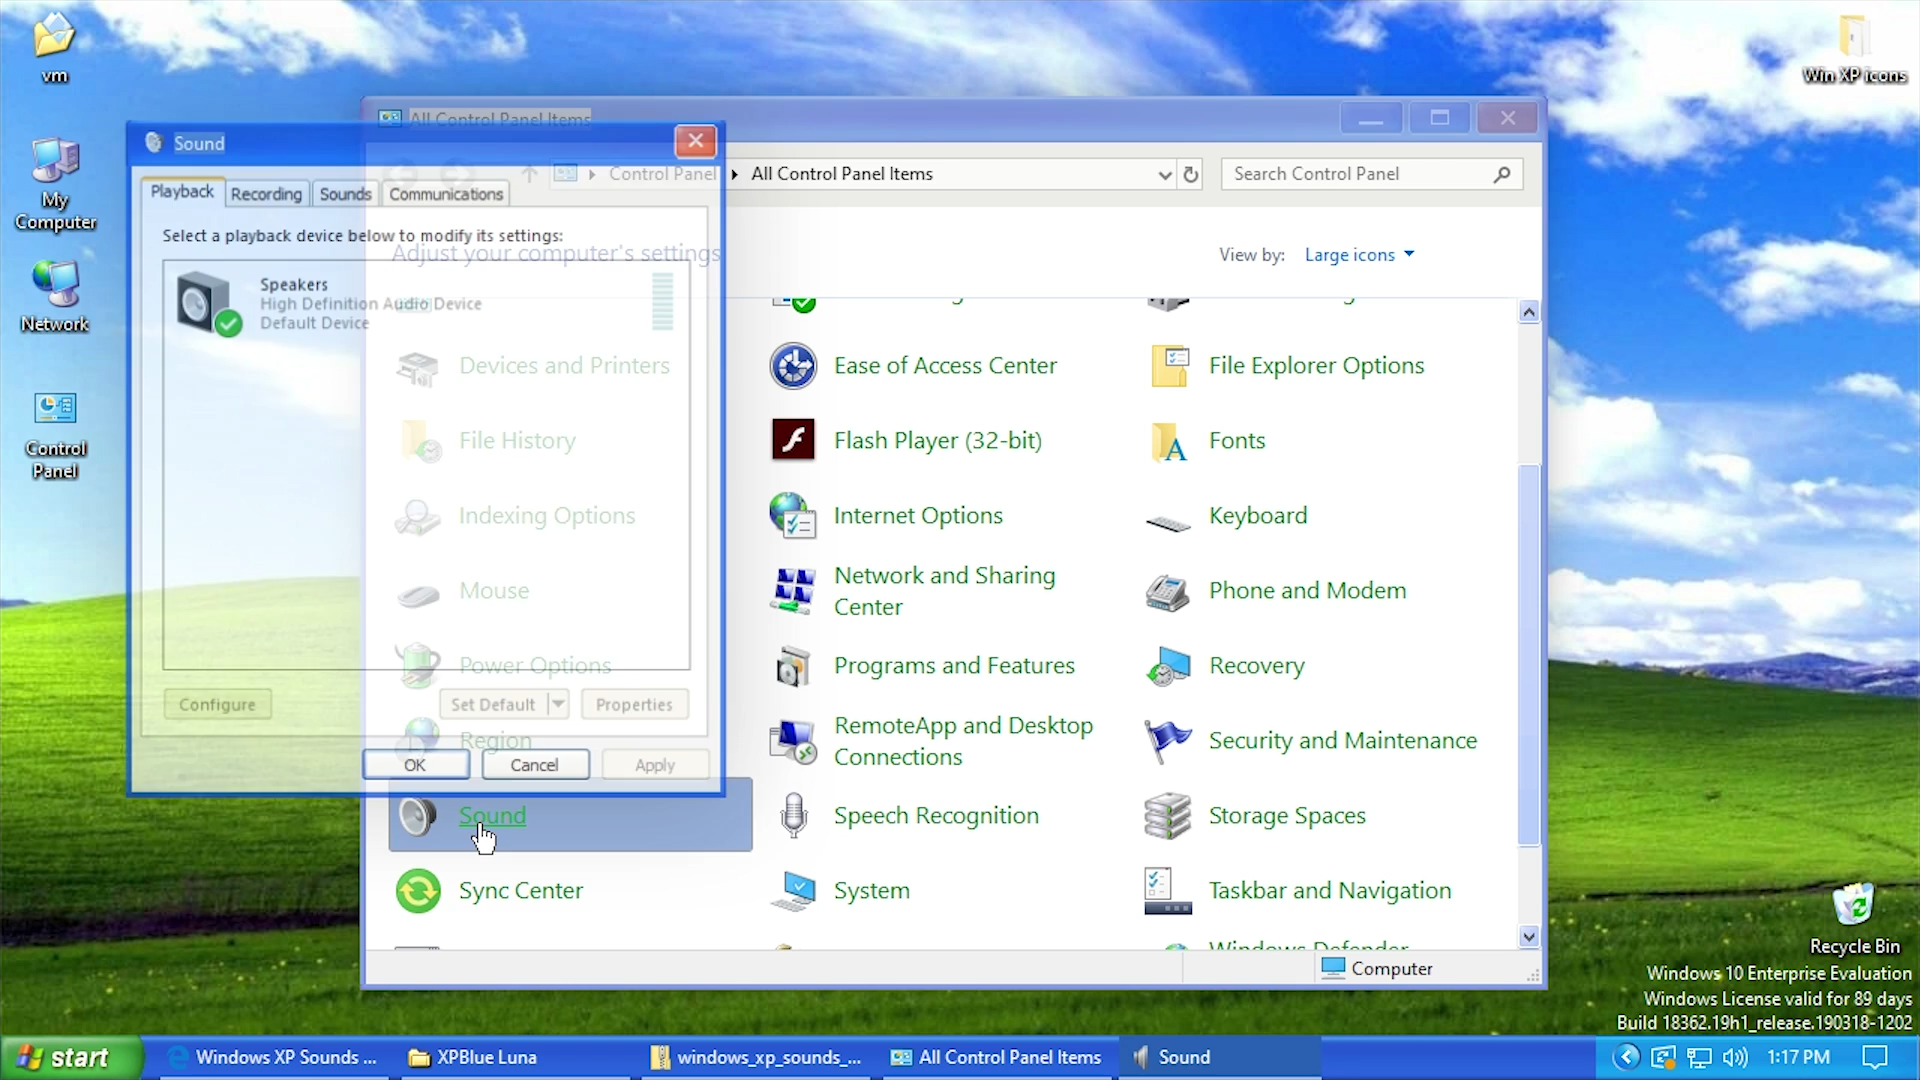 vm
My
Computer
Network
Control
Panel
Win XP icons
All Control Panel Items
Control Panel
All Control Panel Items
Search Control Panel
Adjust your computer's settings
View by:
Large icons
Sound
Playback
Recording
Sounds
Communications
Select a playback device below to modify its settings:
Speakers
High Definition Audio Device
Default Device
Configure
Set Default
Properties
OK
Cancel
Apply
Devices and Printers
Ease of Access Center
File Explorer Options
File History
Flash Player (32-bit)
Fonts
Indexing Options
Internet Options
Keyboard
Mouse
Network and Sharing
Center
Phone and Modem
Power Options
Programs and Features
Recovery
Region
RemoteApp and Desktop
Connections
Security and Maintenance
Sound
Speech Recognition
Storage Spaces
Sync Center
System
Taskbar and Navigation
Windows Defender
Computer
Recycle Bin
Windows 10 Enterprise Evaluation
Windows License valid for 89 days
Build 18362.19h1_release.190318-1202
start
Windows XP Sounds ...
XPBlue Luna
windows_xp_sounds_...
All Control Panel Items
Sound
1:17 PM